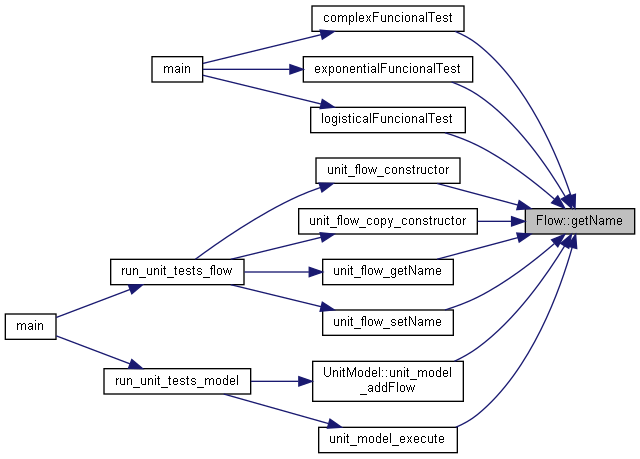 complexFuncionalTest
main
exponentialFuncionalTest
logisticalFuncionalTest
unit_flow_constructor
Flow::getName
unit_flow_copy_constructor
run_unit_tests_flow
unit_flow_getName
main
unit_flow_setName
UnitModel::unit_model
_addFlow
run_unit_tests_model
unit_model_execute